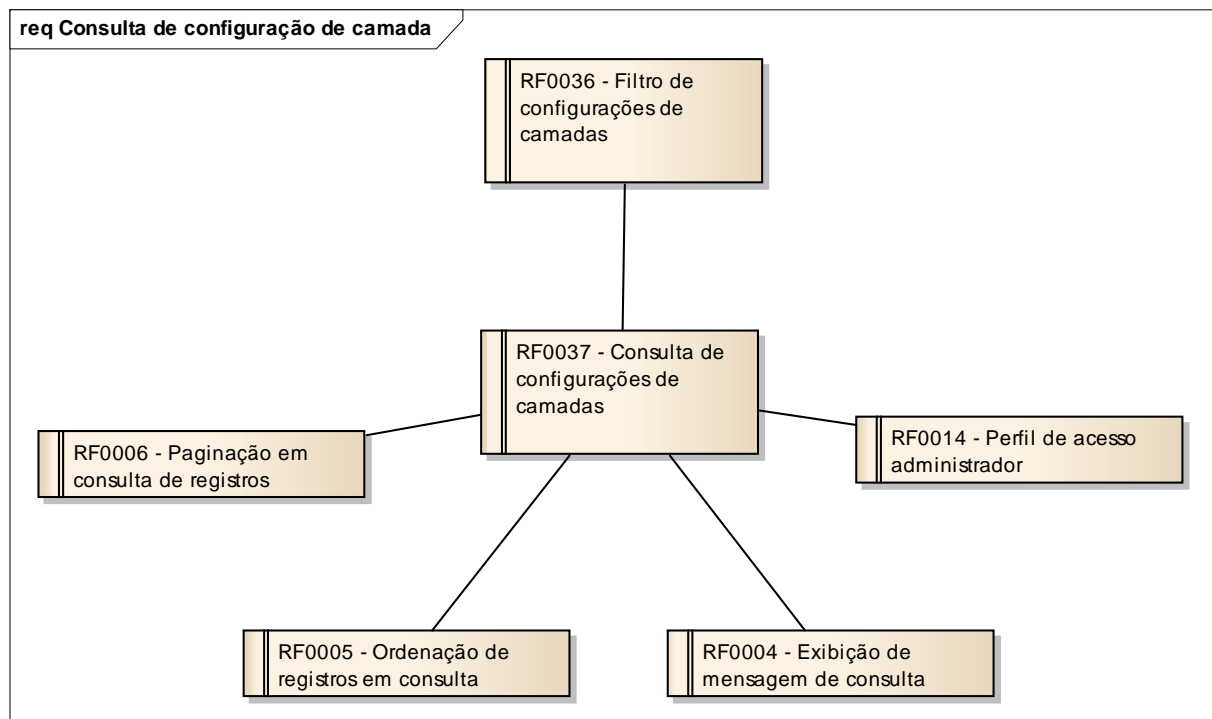 req Consulta de configuração de camada
RF0036 - Filtro de
configurações de
camadas
RF0037 - Consulta de
configurações de
camadas
RF0006 - Paginação em
consulta de registros
RF0014 - Perfil de acesso
administrador
RF0005 - Ordenação de
registros em consulta
RF0004 - Exibição de
mensagem de consulta